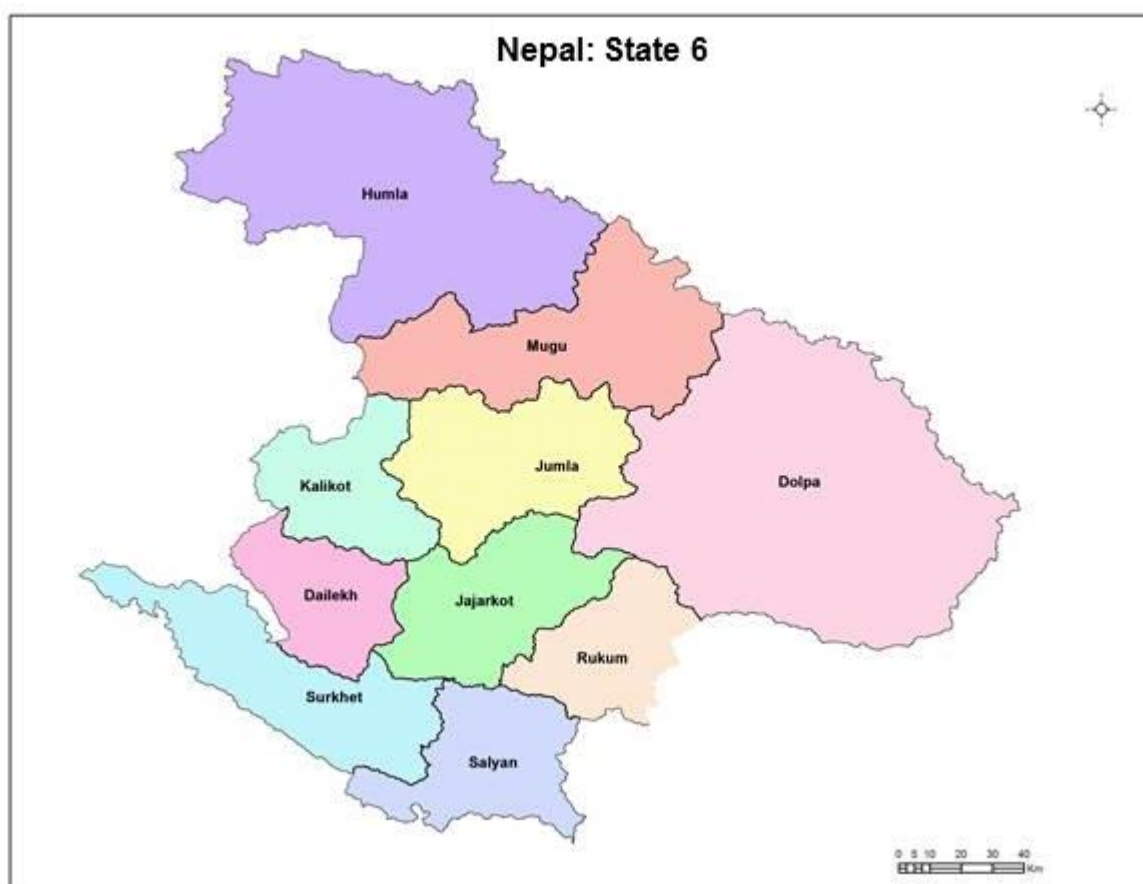 Nepal: State 6
Humla
Mugu
Jumla
Kalikot
Dolpa
Dailekh
Jajarkot
Rukum
Surkhet
Salyan
0 5 10 20 30 40
Km